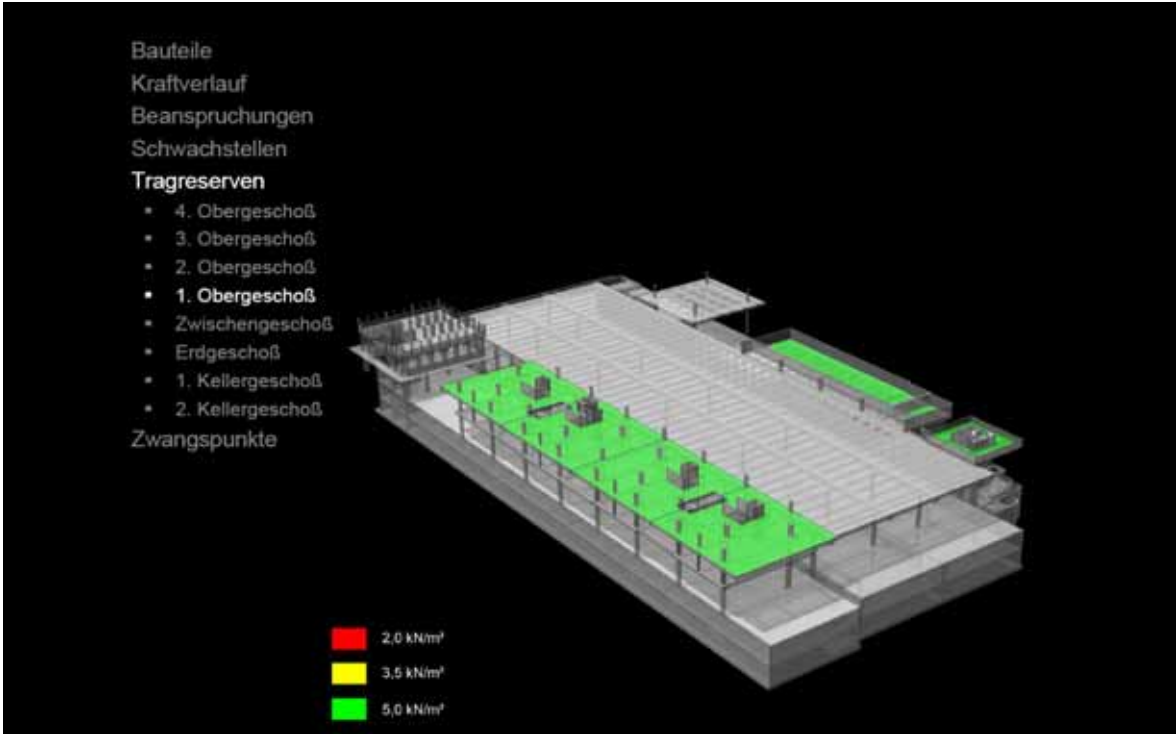 Bauteile
Kraftverlauf
Beanspruchungen
Schwachstellen
Tragreserven
▪ 4. Obergeschoß
▪ 3. Obergeschoß
▪ 2. Obergeschoß
▪ 1. Obergeschoß
▪ Zwischengeschoß
▪ Erdgeschoß
▪ 1. Kellergeschoß
▪ 2. Kellergeschoß
Zwangspunkte
2,0 kN/m²
3,5 kN/m²
5,0 kN/m²